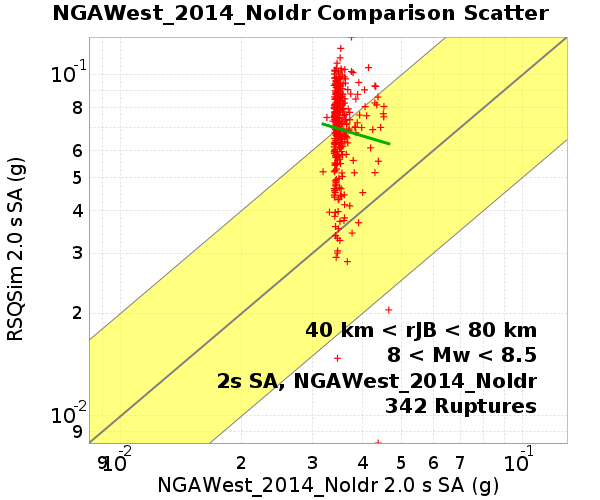 NGAWest_2014_NoIdr Comparison Scatter
RSQSim 2.0 s SA (g)
10^-1
8
6
5
4
3
2
10^-2
9
40 km < rJB < 80 km
8 < Mw < 8.5
2s SA, NGAWest_2014_NoIdr
342 Ruptures
9 10^-2 2 3 4 5 6 7 8 10^-1
NGAWest_2014_NoIdr 2.0 s SA (g)